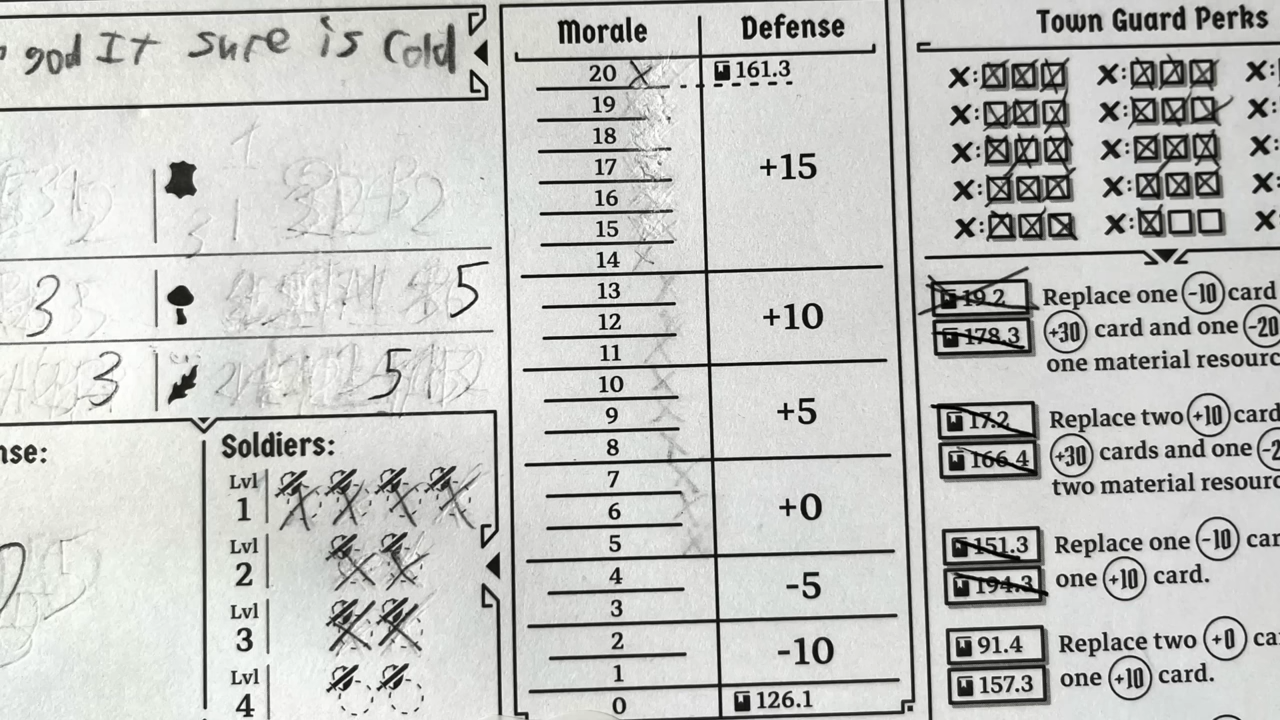 god It sure is Cold
3 5
3 5
nse:
Soldiers:
Lvl 1
Lvl 2
Lvl 3
Lvl 4
Morale Defense
20 X 161.3
19
18
17 +15
16
15
14
13
12 +10
11
10
9 +5
8
7
6 +0
5
4 -5
3
2 -10
1
0 126.1
Town Guard Perks
X: X: X:
X: X: X:
X: X: X:
X: X: X:
X: X: X
19.2 Replace one -10 card
178.3 +30 card and one -20
one material resourc
17.2 Replace two +10 card
166.4 +30 cards and one -2
two material resourc
151.3 Replace one -10 car
194.3 one +10 card.
91.4 Replace two +0 ca
157.3 one +10 card.